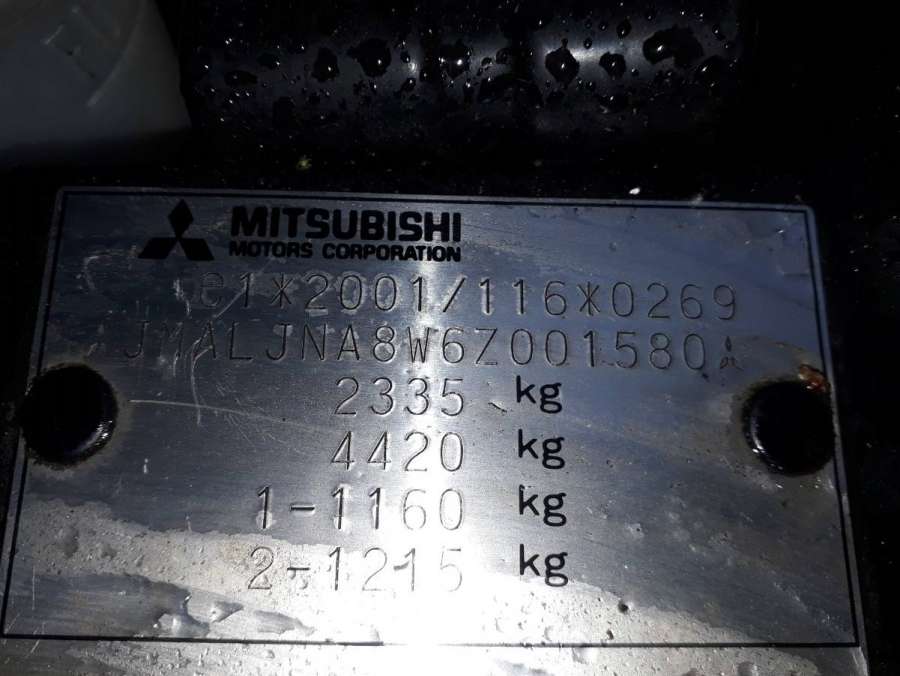 MITSUBISHI
MOTORS CORPORATION
e1*2001/116*0269
JMALJNA8W6Z001580
2335 kg
4420 kg
1-1160 kg
2-1215 kg